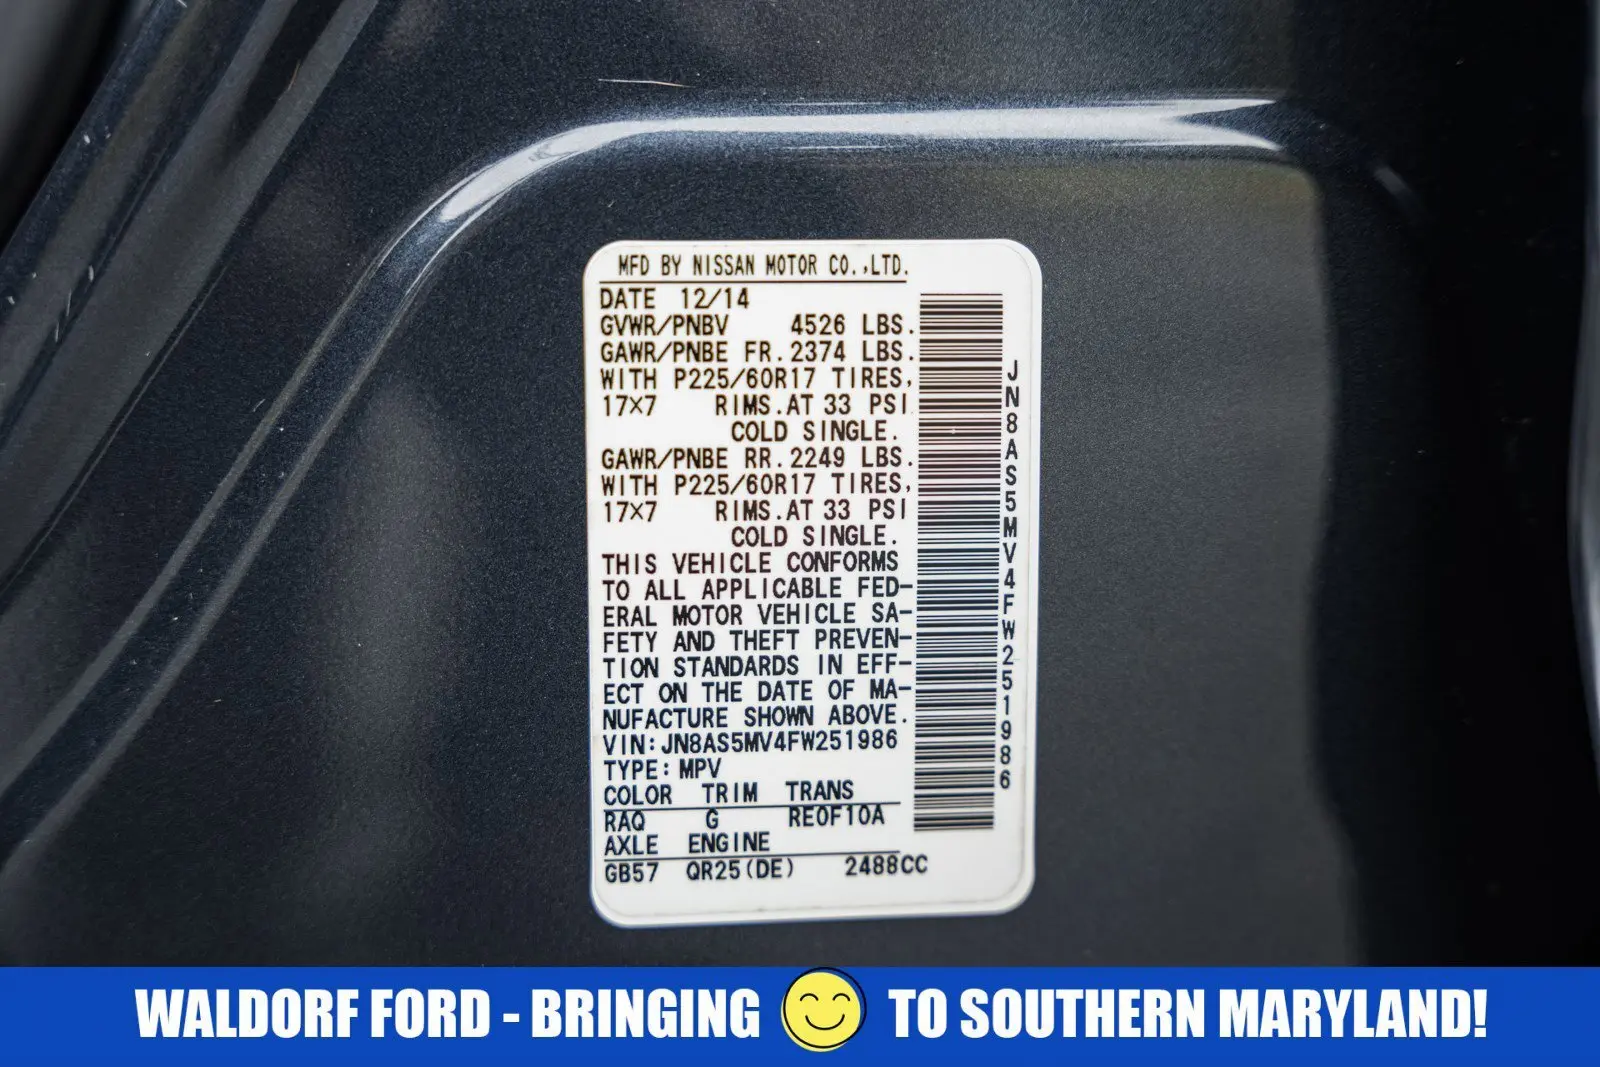 MFD BY NISSAN MOTOR CO.,LTD.
DATE 12/14
GVWR/PNBV 4526 LBS.
GAWR/PNBE FR.2374 LBS.
WITH P225/60R17 TIRES,
17×7 RIMS.AT 33 PSI
COLD SINGLE.
GAWR/PNBE RR.2249 LBS.
WITH P225/60R17 TIRES,
17×7 RIMS.AT 33 PSI
COLD SINGLE.
THIS VEHICLE CONFORMS
TO ALL APPLICABLE FED-
ERAL MOTOR VEHICLE SA-
FETY AND THEFT PREVEN-
TION STANDARDS IN EFF-
ECT ON THE DATE OF MA-
NUFACTURE SHOWN ABOVE.
VIN:JN8AS5MV4FW251986
TYPE:MPV
COLOR TRIM TRANS
RAQ G RE0F10A
AXLE ENGINE
GB57 QR25(DE) 2488CC
JN8AS5MV4FW251986
WALDORF FORD - BRINGING TO SOUTHERN MARYLAND!